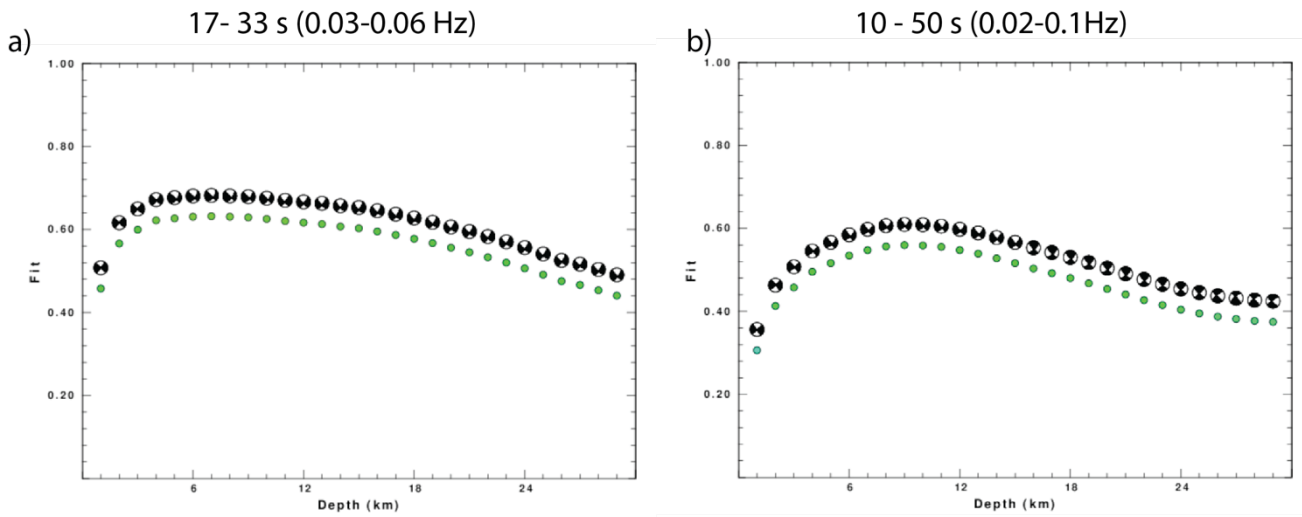 17- 33 s (0.03-0.06 Hz)
10 - 50 s (0.02-0.1Hz)
a)
b)
1.00
0.80
0.60
0.40
0.20
Fit
6
12
18
24
Depth (km)
1.00
0.80
0.60
0.40
0.20
Fit
6
12
18
24
Depth (km)